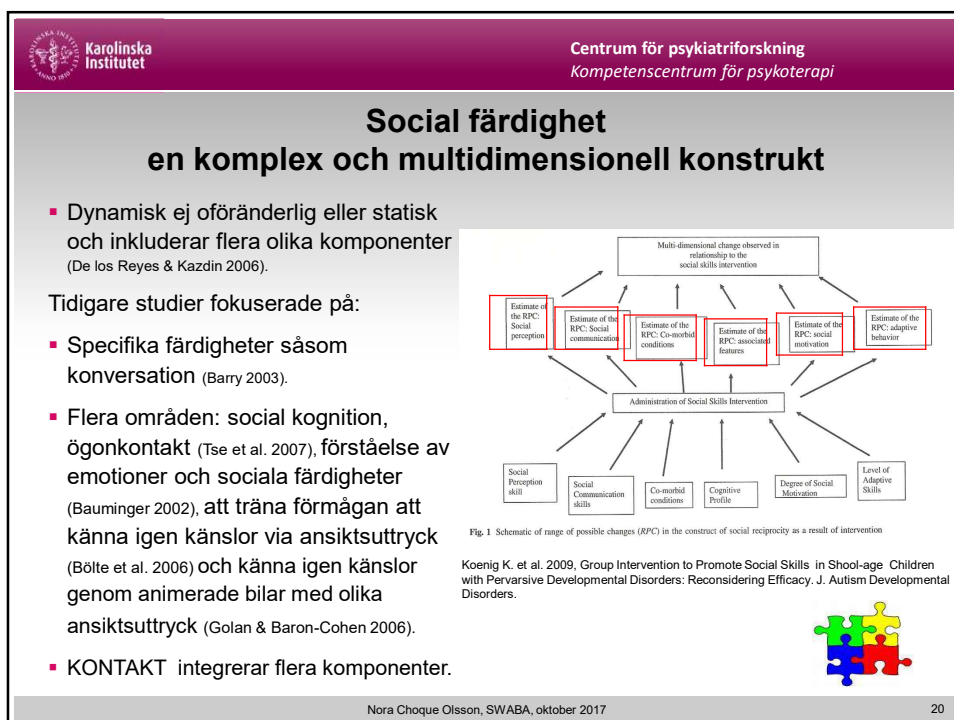 Karolinska
Institutet
Centrum för psykiatriforskning
Kompetenscentrum för psykoterapi
Social färdighet
en komplex och multidimensionell konstrukt
▪ Dynamisk ej oföränderlig eller statisk
och inkluderar flera olika komponenter
(De los Reyes & Kazdin 2006).
Tidigare studier fokuserade på:
▪ Specifika färdigheter såsom
konversation (Barry 2003).
▪ Flera områden: social kognition,
ögonkontakt (Tse et al. 2007), förståelse av
emotioner och sociala färdigheter
(Bauminger 2002), att träna förmågan att
känna igen känslor via ansiktsuttryck
(Bölte et al. 2006) och känna igen känslor
genom animerade bilar med olika
ansiktsuttryck (Golan & Baron-Cohen 2006).
▪ KONTAKT integrerar flera komponenter.
Multi-dimensional change observed in
relationship to the
social skills intervention
Estimate of
the RPC:
Social
perception
Estimate of the
RPC: Social
communication
Estimate of the
RPC: Co-morbid
conditions
Estimate of the
RPC: associated
features
Estimate of the
RPC: social
motivation
Estimate of the
RPC: adaptive
behavior
Administration of Social Skills Intervention
Social
Perception
skill
Social
Communication
skills
Co-morbid
conditions
Cognitive
Profile
Degree of Social
Motivation
Level of
Adaptive
Skills
Fig. 1 Schematic of range of possible changes (RPC) in the construct of social reciprocity as a result of intervention
Koenig K. et al. 2009, Group Intervention to Promote Social Skills in Shool-age Children
with Pervarsive Developmental Disorders: Reconsidering Efficacy. J. Autism Developmental
Disorders.
Nora Choque Olsson, SWABA, oktober 2017
20